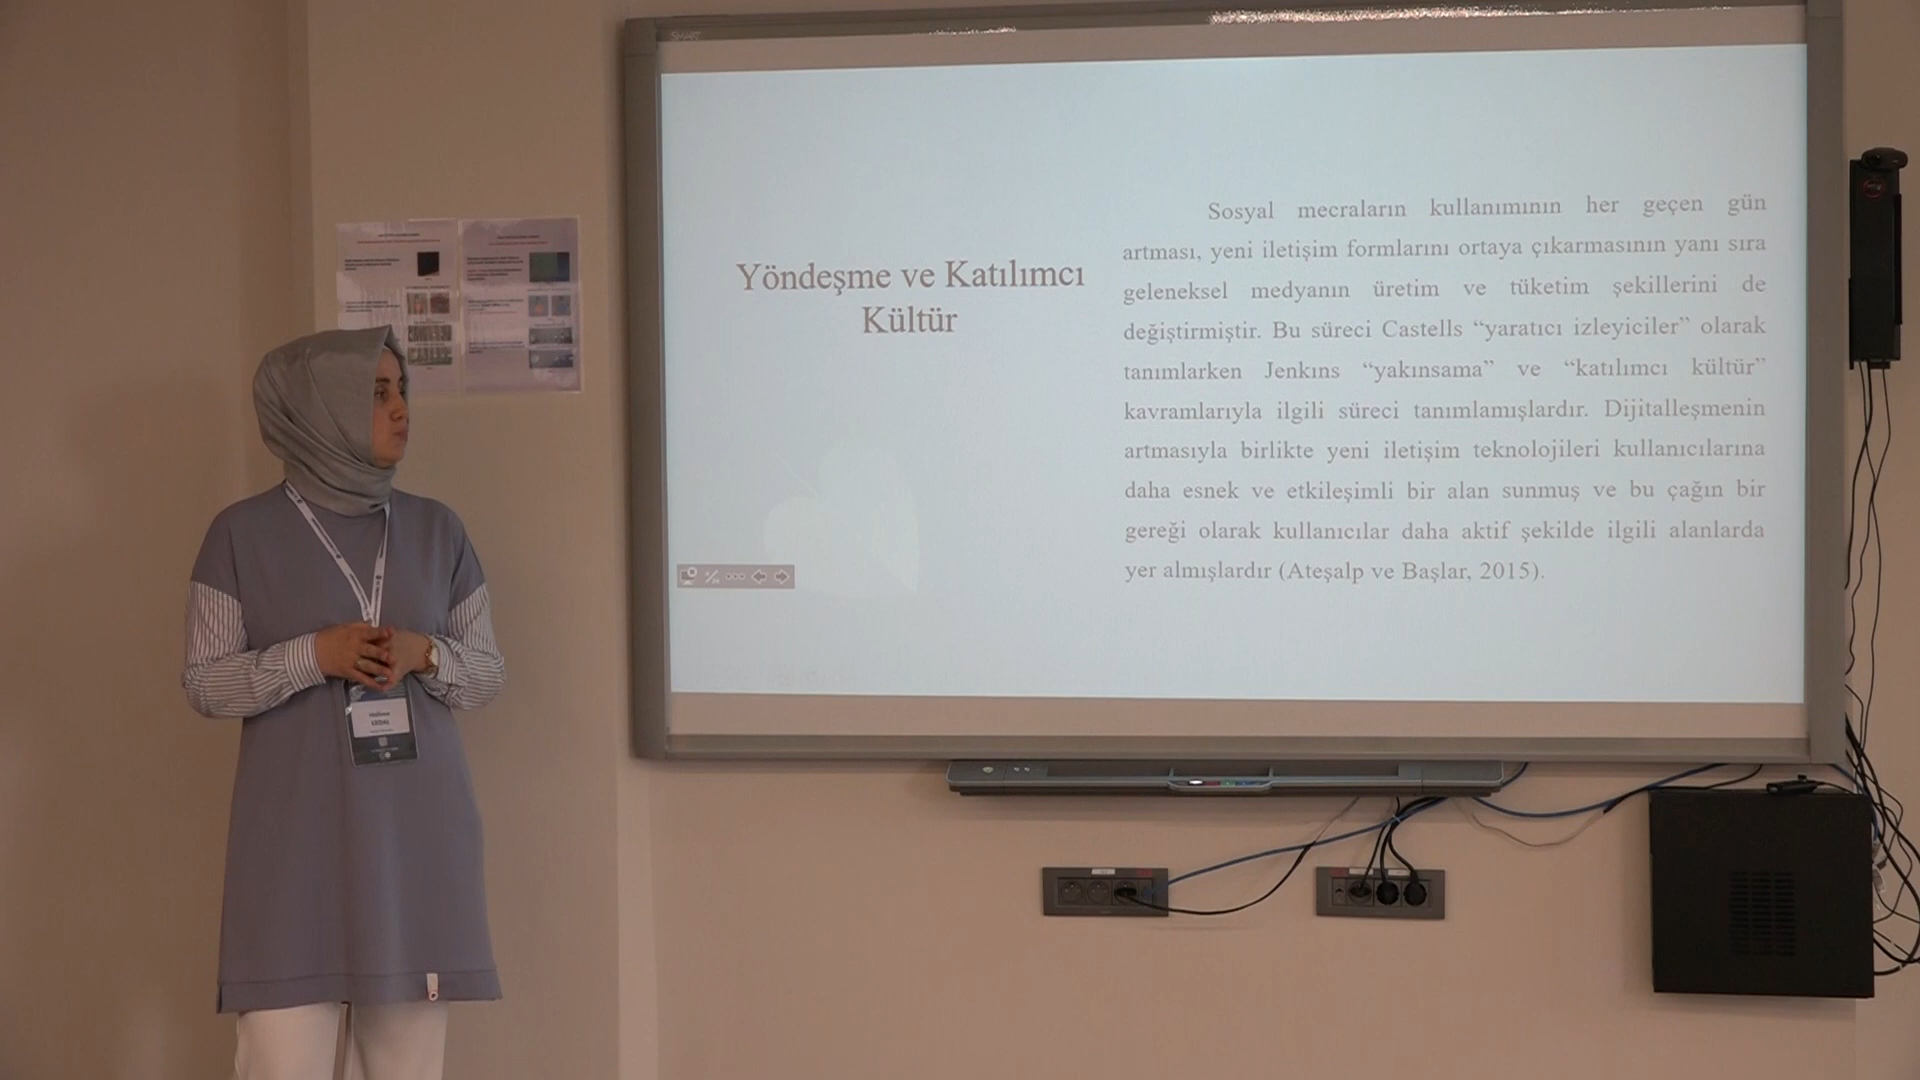 SMART
Yöndeşme ve Katılımcı
Kültür
Sosyal mecraların kullanımının her geçen gün
artması, yeni iletişim formlarını ortaya çıkarmasının yanı sıra
geleneksel medyanın üretim ve tüketim şekillerini de
değiştirmiştir. Bu süreci Castells “yaratıcı izleyiciler” olarak
tanımlarken Jenkıns “yakınsama” ve “katılımcı kültür”
kavramlarıyla ilgili süreci tanımlamışlardır. Dijitalleşmenin
artmasıyla birlikte yeni iletişim teknolojileri kullanıcılarına
daha esnek ve etkileşimli bir alan sunmuş ve bu çağın bir
gereği olarak kullanıcılar daha aktif şekilde ilgili alanlarda
yer almışlardır (Ateşalp ve Başlar, 2015).
Halime